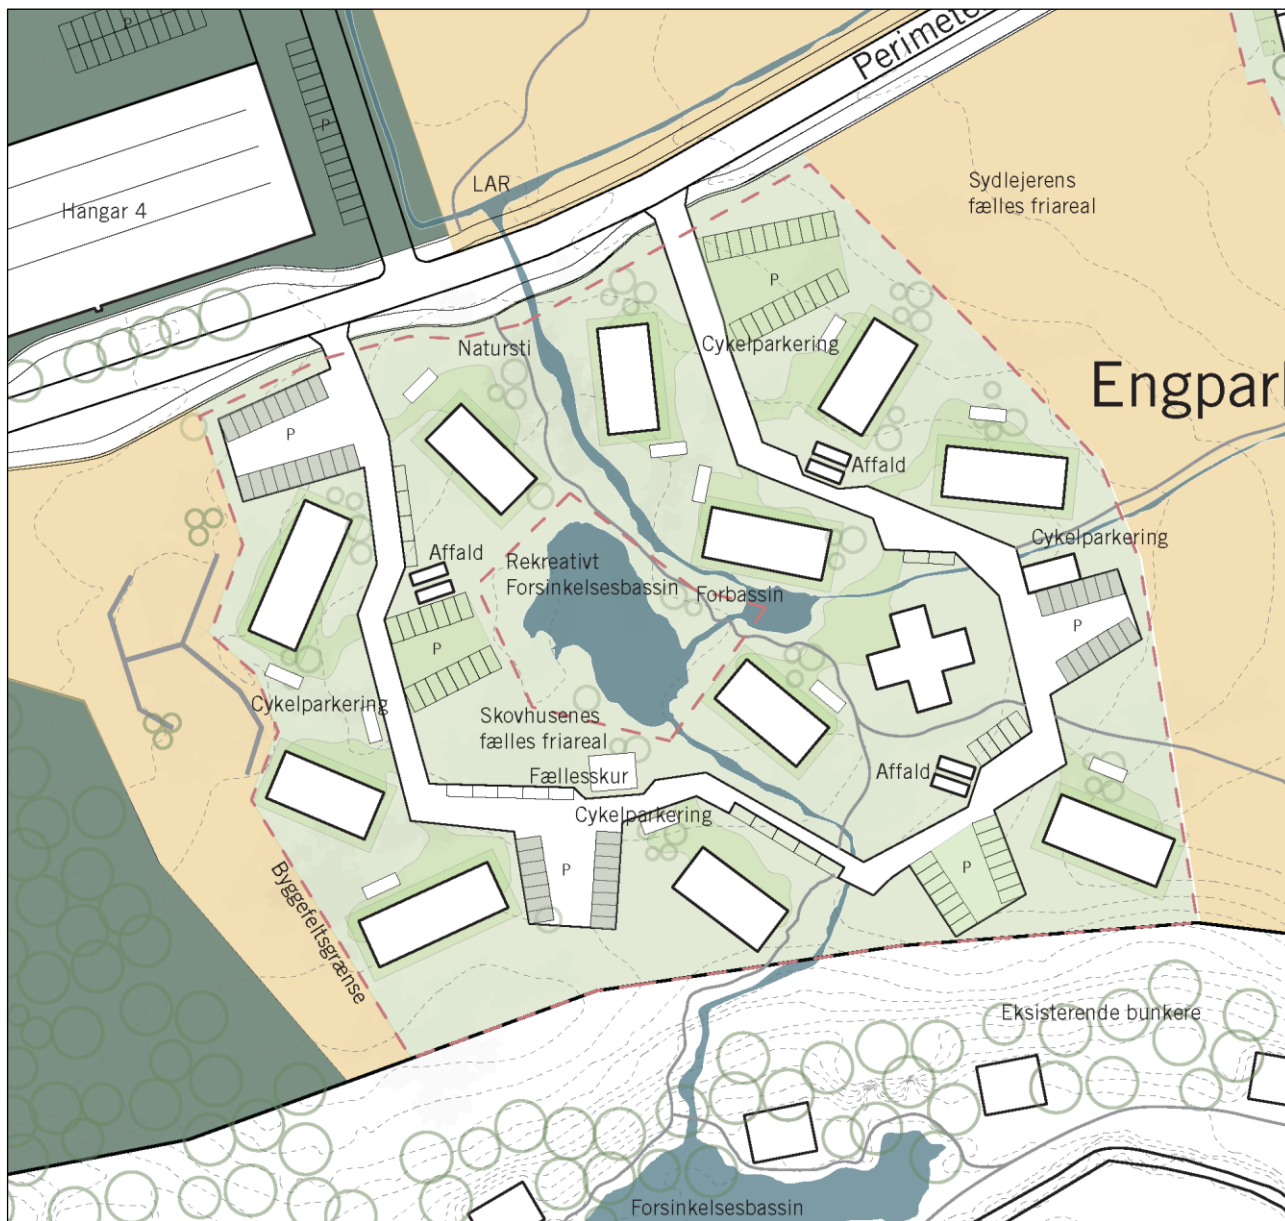 P
Perimete
P
LAR
Hangar 4
Sydlejerens
fælles friareal
P
Natursti
Cykelparkering
Engpar
P
Affald
Affald
Rekreativt
Forsinkelsesbassin
Forbassin
Cykelparkering
P
P
Cykelparkering
Skovhusenes
fælles friareal
Fællesskur
Affald
Cykelparkering
P
P
Byggefeltsgrænse
Eksisterende bunkere
Forsinkelsesbassin